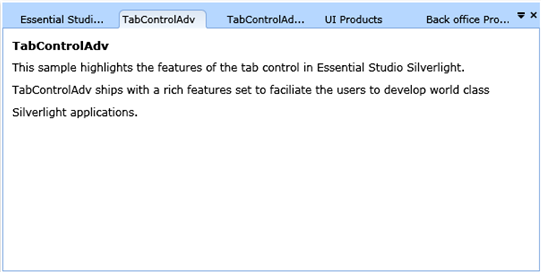 Essential Studi... TabControlAdv TabControlAd... UI Products Back office Pro...
TabControlAdv
This sample highlights the features of the tab control in Essential Studio Silverlight.
TabControlAdv ships with a rich features set to faciliate the users to develop world class
Silverlight applications.